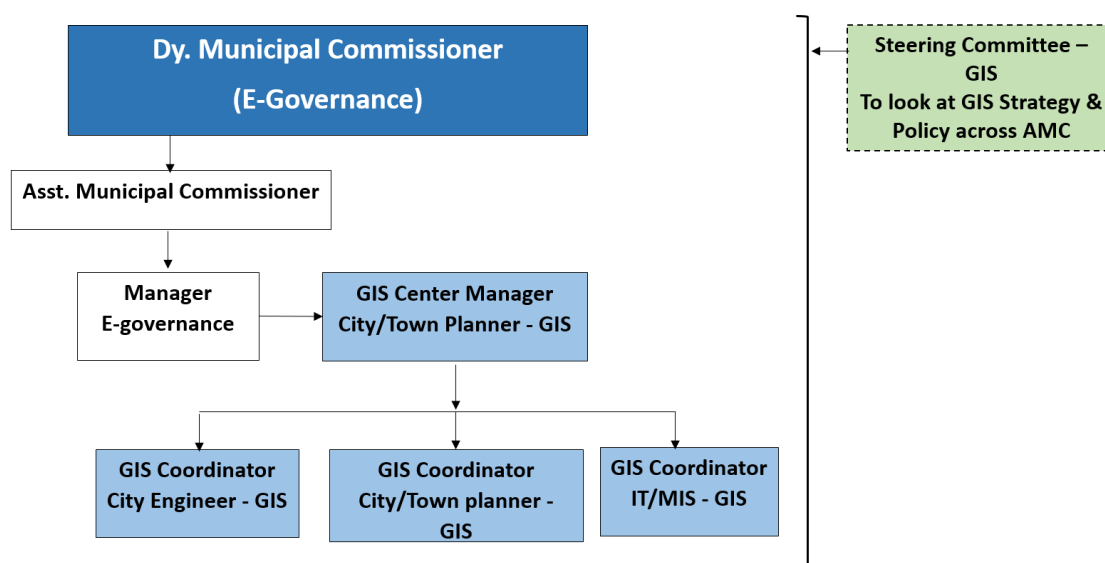 Dy. Municipal Commissioner
(E-Governance)
Steering Committee –
GIS
To look at GIS Strategy &
Policy across AMC
Asst. Municipal Commissioner
Manager
E-governance
GIS Center Manager
City/Town Planner - GIS
GIS Coordinator
City Engineer - GIS
GIS Coordinator
City/Town planner -
GIS
GIS Coordinator
IT/MIS - GIS